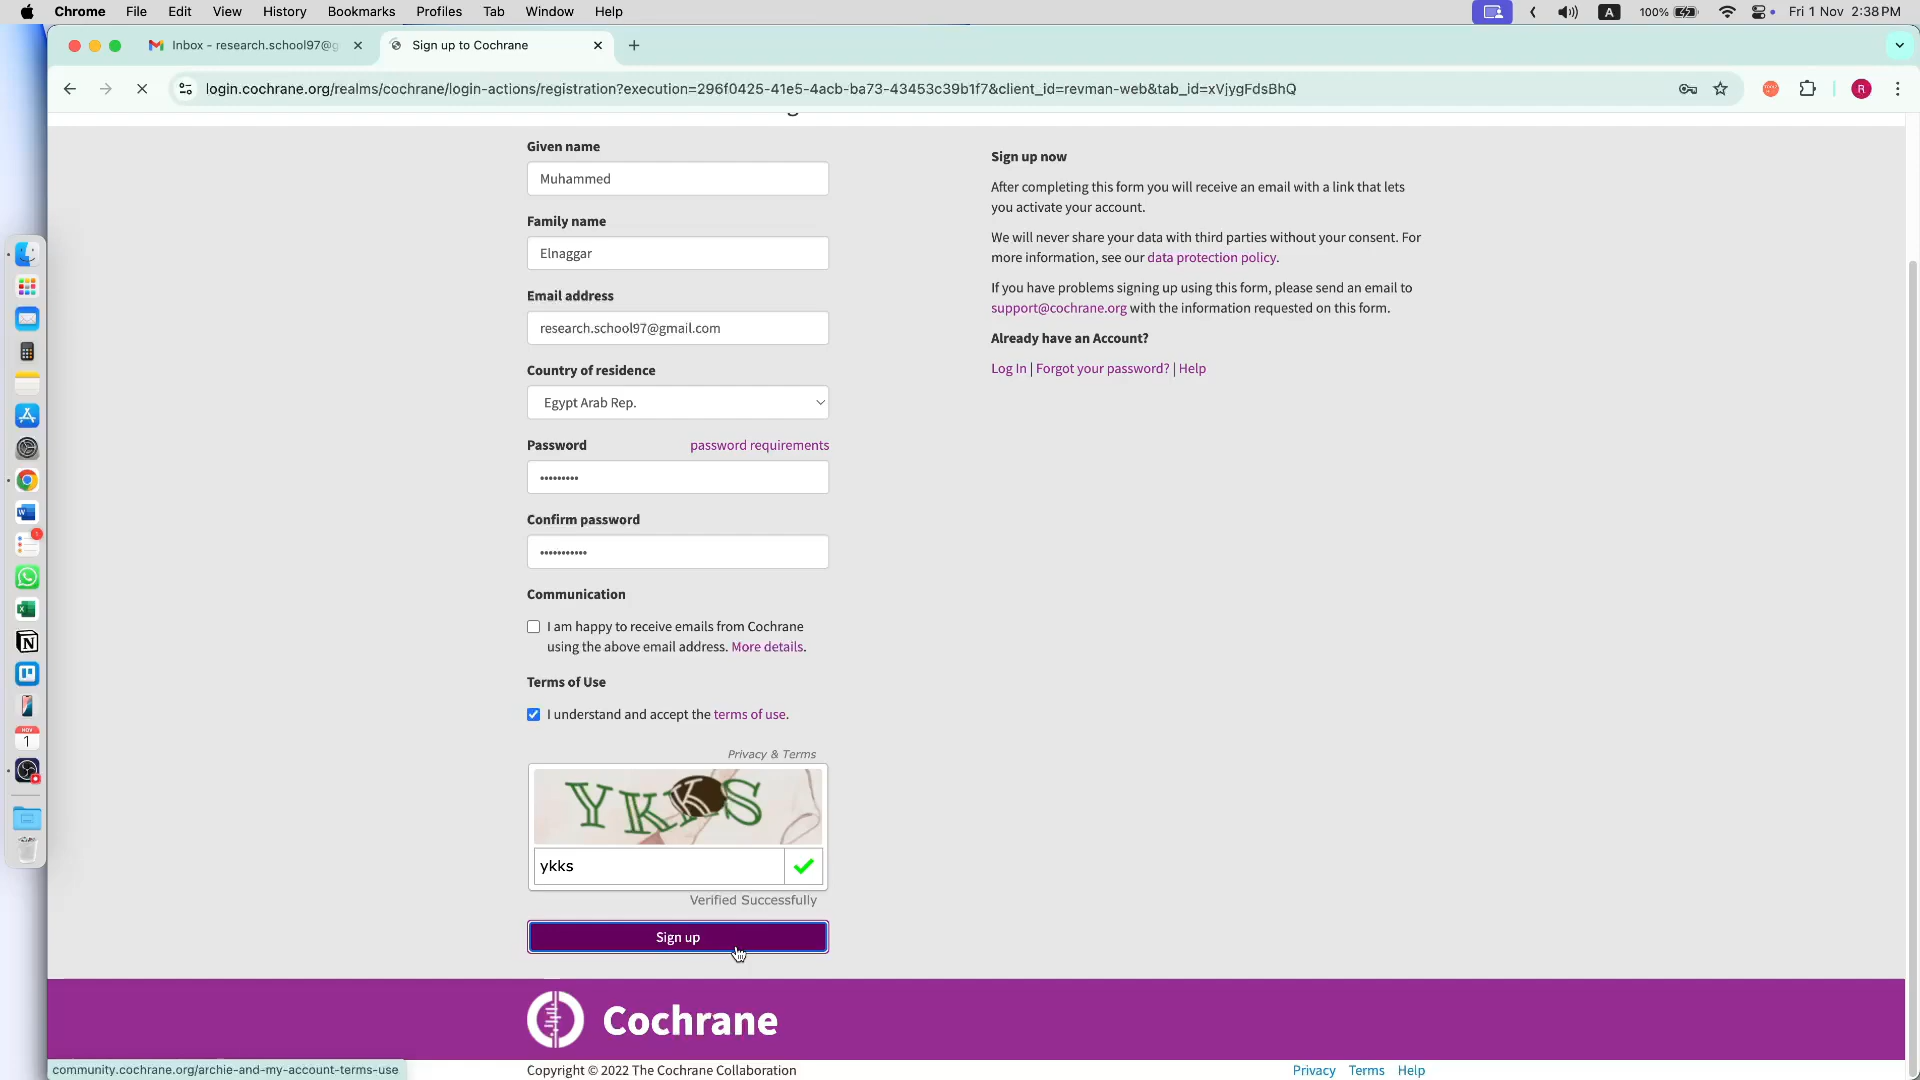 Chrome File Edit View History Bookmarks Profiles Tab Window Help
A 100% Fri 1 Nov 2:38 PM
Inbox - research.school97@g
Sign up to Cochrane
login.cochrane.org/realms/cochrane/login-actions/registration?execution=296f0425-41e5-4acb-ba73-43453c39b1f7&client_id=revman-web&tab_id=xVjygFdsBhQ
R
Given name
Muhammed
Family name
Elnaggar
Email address
research.school97@gmail.com
Country of residence
Egypt Arab Rep.
Password password requirements
•••••••••
Confirm password
•••••••••••
Communication
I am happy to receive emails from Cochrane
using the above email address. More details.
Terms of Use
I understand and accept the terms of use.
Privacy & Terms
YKKS
ykks
Verified Successfully
Sign up
Sign up now
After completing this form you will receive an email with a link that lets
you activate your account.
We will never share your data with third parties without your consent. For
more information, see our data protection policy.
If you have problems signing up using this form, please send an email to
support@cochrane.org with the information requested on this form.
Already have an Account?
Log In | Forgot your password? | Help
Cochrane
community.cochrane.org/archie-and-my-account-terms-use
Copyright © 2022 The Cochrane Collaboration
Privacy Terms Help